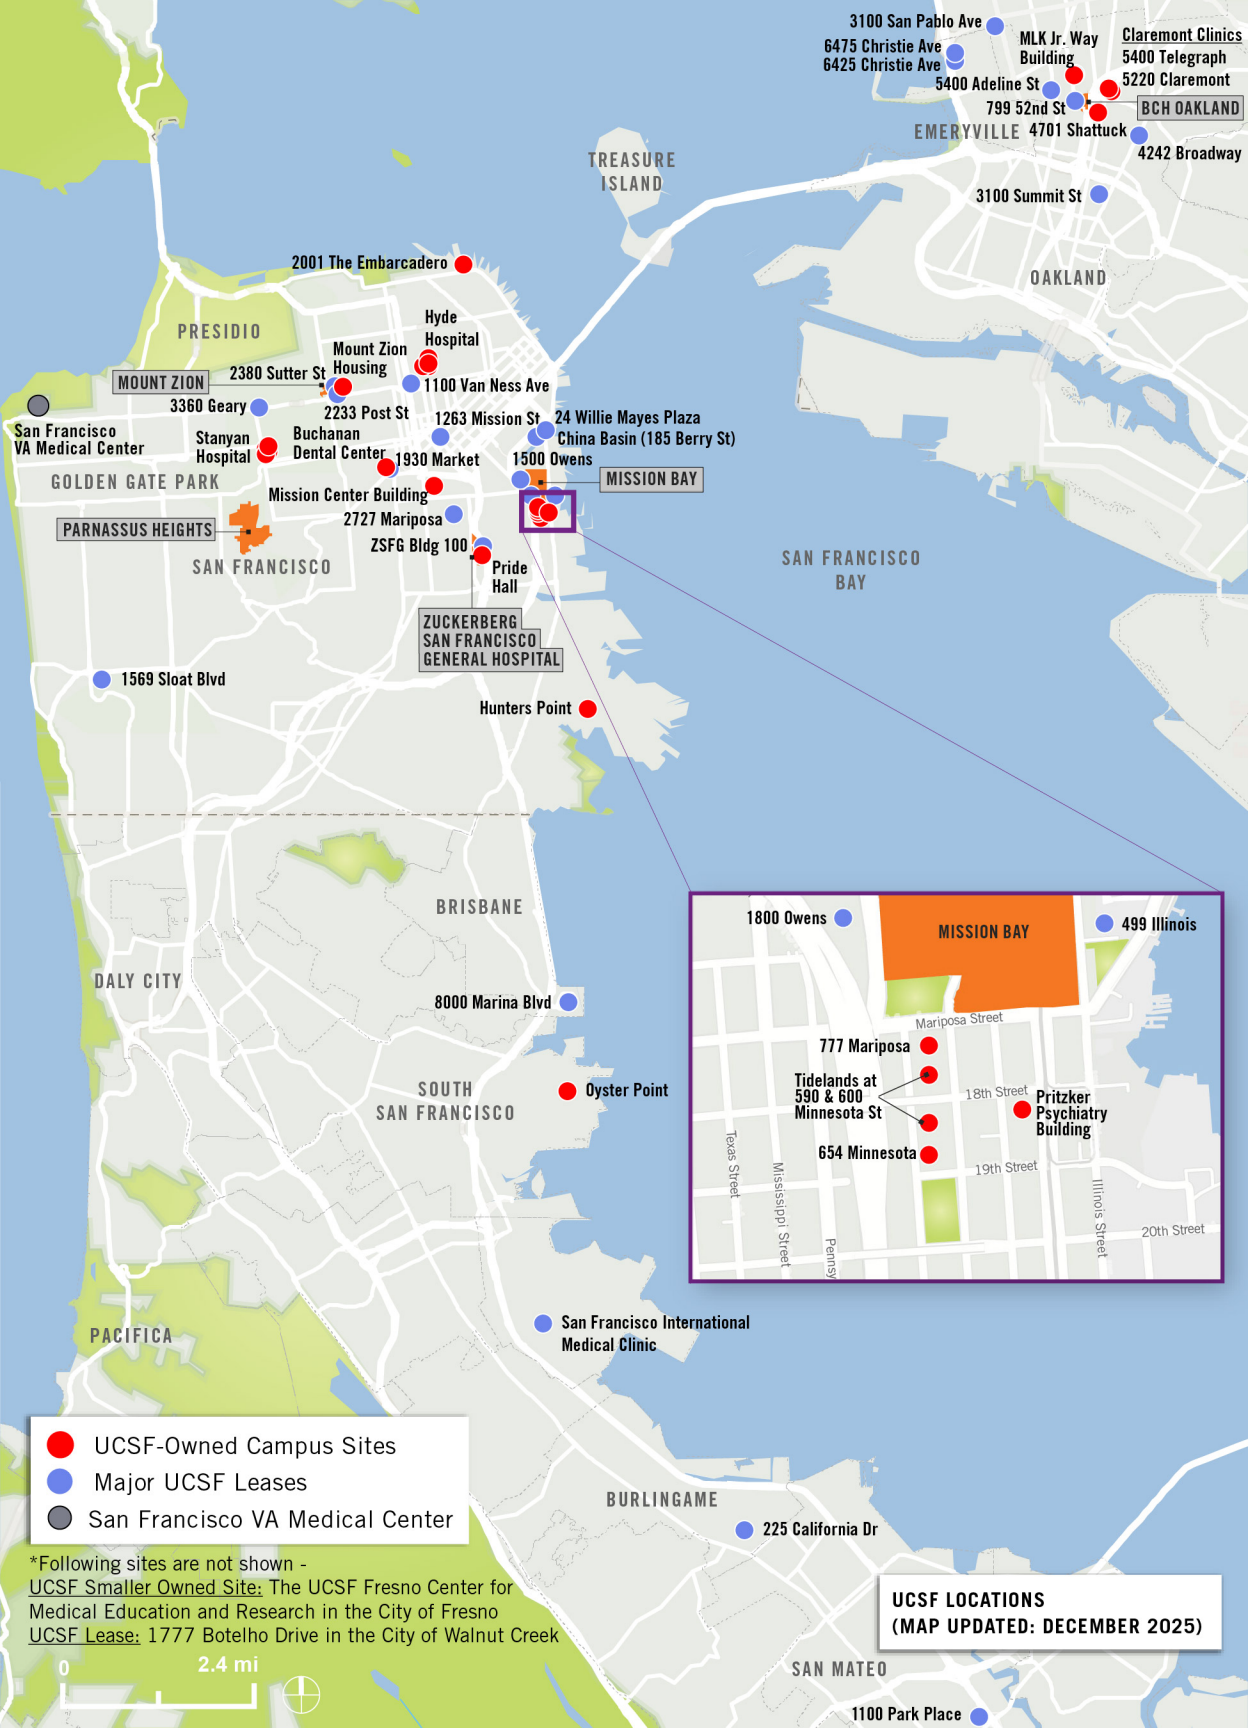 3100 San Pablo Ave
6475 Christie Ave
6425 Christie Ave
MLK Jr. Way
Building
Claremont Clinics
5400 Telegraph
5220 Claremont
5400 Adeline St
799 52nd St
BCH OAKLAND
EMERYVILLE
4701 Shattuck
4242 Broadway
TREASURE
ISLAND
3100 Summit St
OAKLAND
2001 The Embarcadero
PRESIDIO
Hyde
Hospital
Mount Zion
Housing
2380 Sutter St
MOUNT ZION
1100 Van Ness Ave
3360 Geary
2233 Post St
San Francisco
VA Medical Center
1263 Mission St
24 Willie Mayes Plaza
China Basin (185 Berry St)
Stanyan
Hospital
Buchanan
Dental Center
1930 Market
1500 Owens
GOLDEN GATE PARK
MISSION BAY
Mission Center Building
2727 Mariposa
PARNASSUS HEIGHTS
ZSFG Bldg 100
SAN FRANCISCO
Pride
Hall
SAN FRANCISCO
BAY
ZUCKERBERG
SAN FRANCISCO
GENERAL HOSPITAL
1569 Sloat Blvd
Hunters Point
BRISBANE
DALY CITY
8000 Marina Blvd
SOUTH
SAN FRANCISCO
Oyster Point
1800 Owens
MISSION BAY
499 Illinois
Mariposa Street
777 Mariposa
Tidelands at
590 & 600
Minnesota St
18th Street
Pritzker
Psychiatry
Building
654 Minnesota
19th Street
Texas Street
Mississippi Street
Pennsy
Illinois Street
20th Street
San Francisco International
Medical Clinic
PACIFICA
UCSF-Owned Campus Sites
Major UCSF Leases
San Francisco VA Medical Center
*Following sites are not shown -
UCSF Smaller Owned Site: The UCSF Fresno Center for
Medical Education and Research in the City of Fresno
UCSF Lease: 1777 Botelho Drive in the City of Walnut Creek
0 2.4 mi
BURLINGAME
225 California Dr
UCSF LOCATIONS
(MAP UPDATED: DECEMBER 2025)
SAN MATEO
1100 Park Place